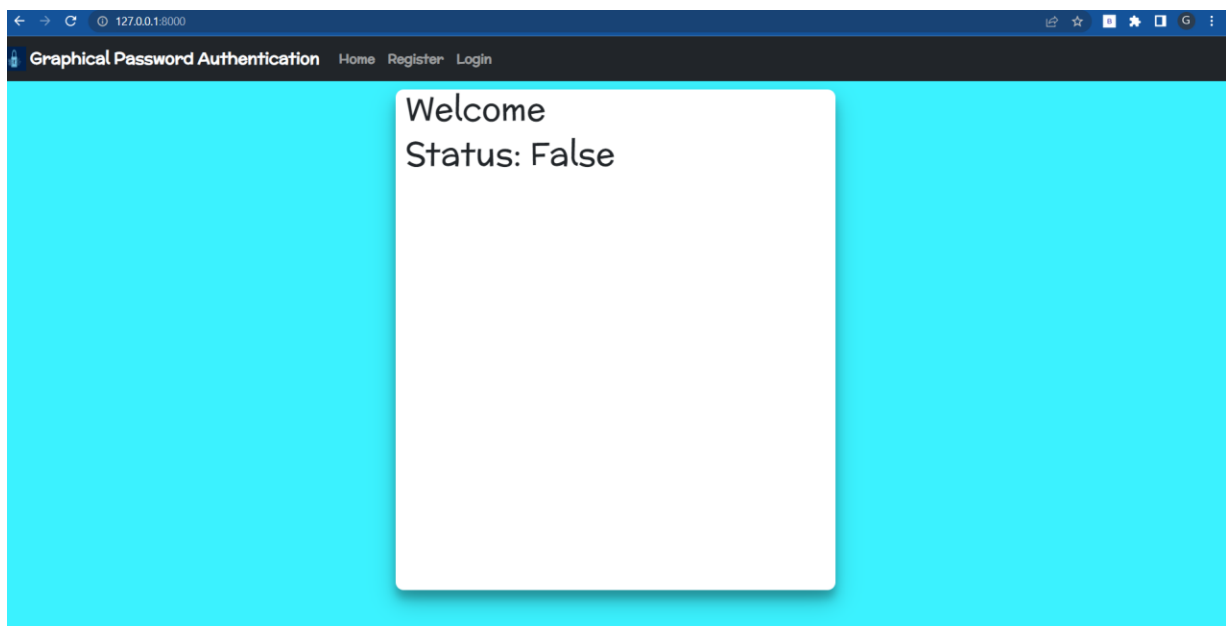 127.0.0.1:8000
G
Graphical Password Authentication Home Register Login
Welcome
Status: False